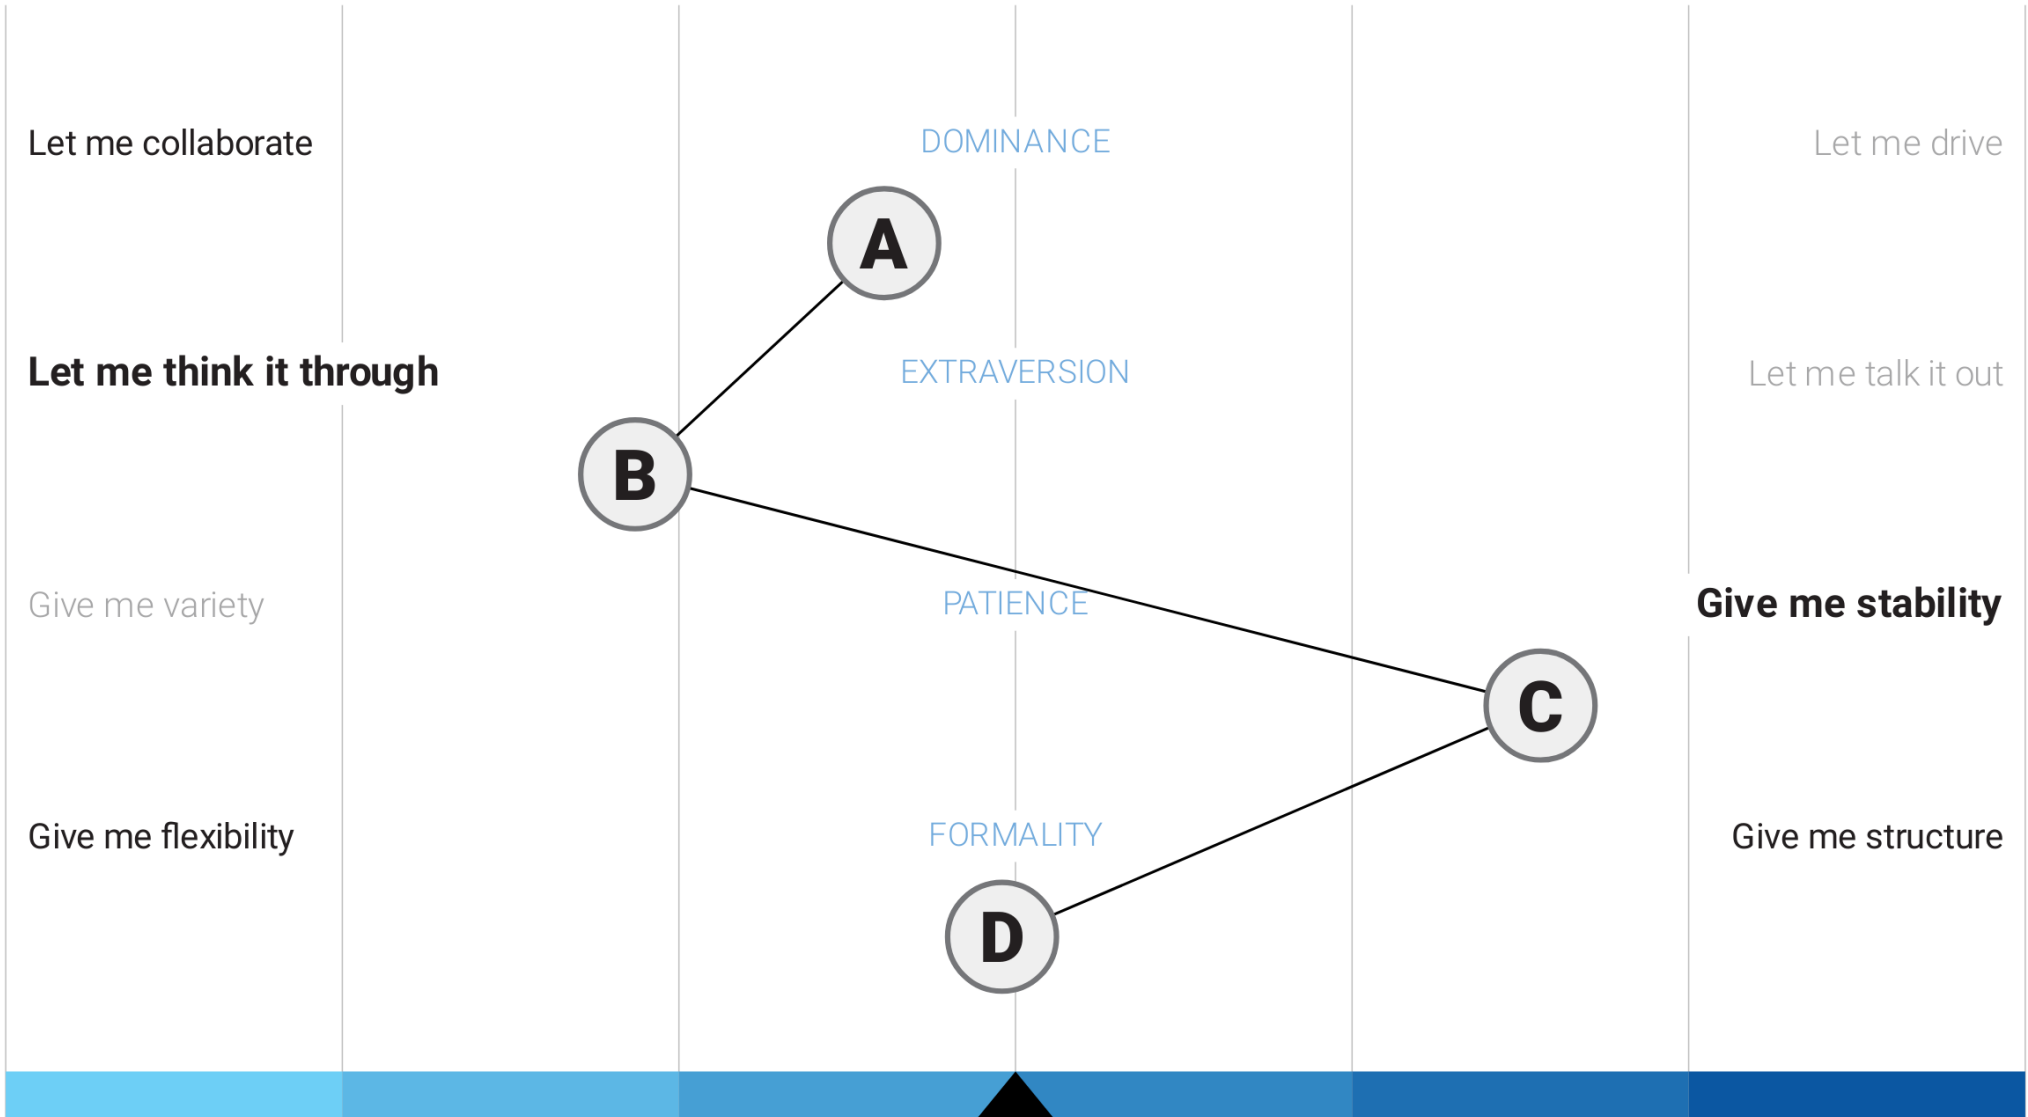 Let me collaborate
DOMINANCE
Let me drive
A
Let me think it through
EXTRAVERSION
Let me talk it out
B
Give me variety
PATIENCE
Give me stability
C
Give me flexibility
FORMALITY
Give me structure
D